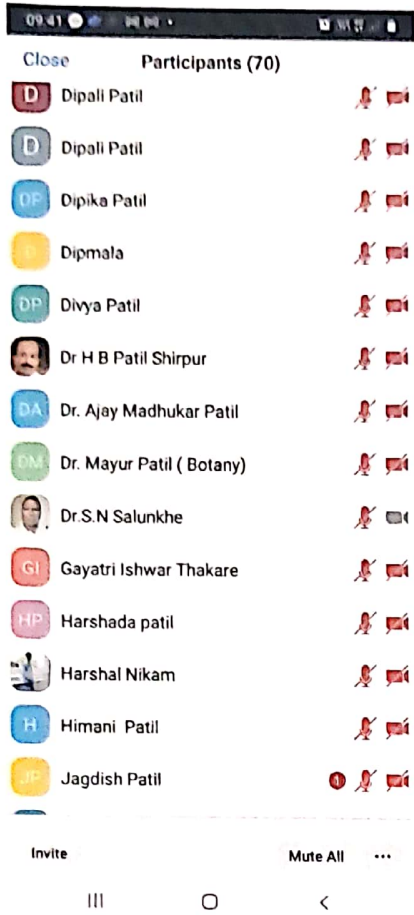 09:41
Close Participants (70)
D Dipali Patil
D Dipali Patil
DP Dipika Patil
D Dipmala
DP Divya Patil
Dr H B Patil Shirpur
DA Dr. Ajay Madhukar Patil
DM Dr. Mayur Patil ( Botany)
Dr.S.N Salunkhe
GI Gayatri Ishwar Thakare
HP Harshada patil
Harshal Nikam
H Himani Patil
JP Jagdish Patil
Invite Mute All